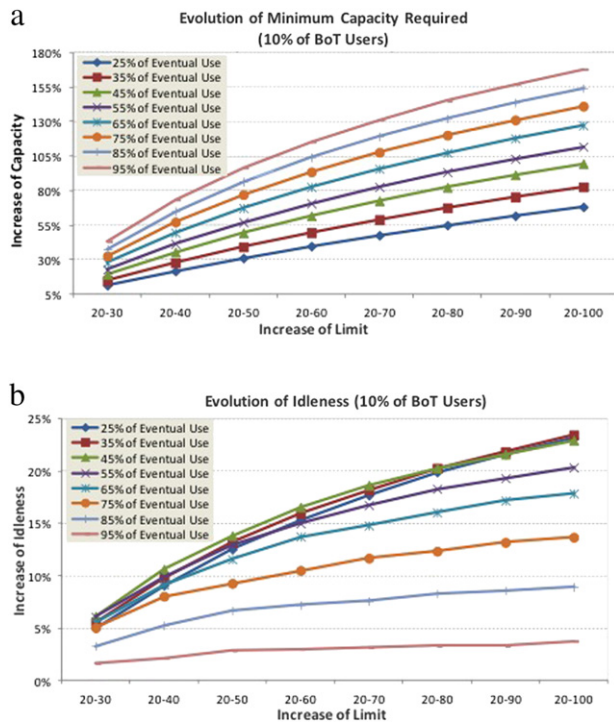 a
Evolution of Minimum Capacity Required
(10% of BoT Users)
180%
155%
130%
105%
80%
55%
30%
5%
Increase of Capacity
25% of Eventual Use
35% of Eventual Use
45% of Eventual Use
55% of Eventual Use
65% of Eventual Use
75% of Eventual Use
85% of Eventual Use
95% of Eventual Use
20-30 20-40 20-50 20-60 20-70 20-80 20-90 20-100
Increase of Limit
b
Evolution of Idleness (10% of BoT Users)
25%
20%
15%
10%
5%
0%
Increase of Idleness
25% of Eventual Use
35% of Eventual Use
45% of Eventual Use
55% of Eventual Use
65% of Eventual Use
75% of Eventual Use
85% of Eventual Use
95% of Eventual Use
20-30 20-40 20-50 20-60 20-70 20-80 20-90 20-100
Increase of Limit